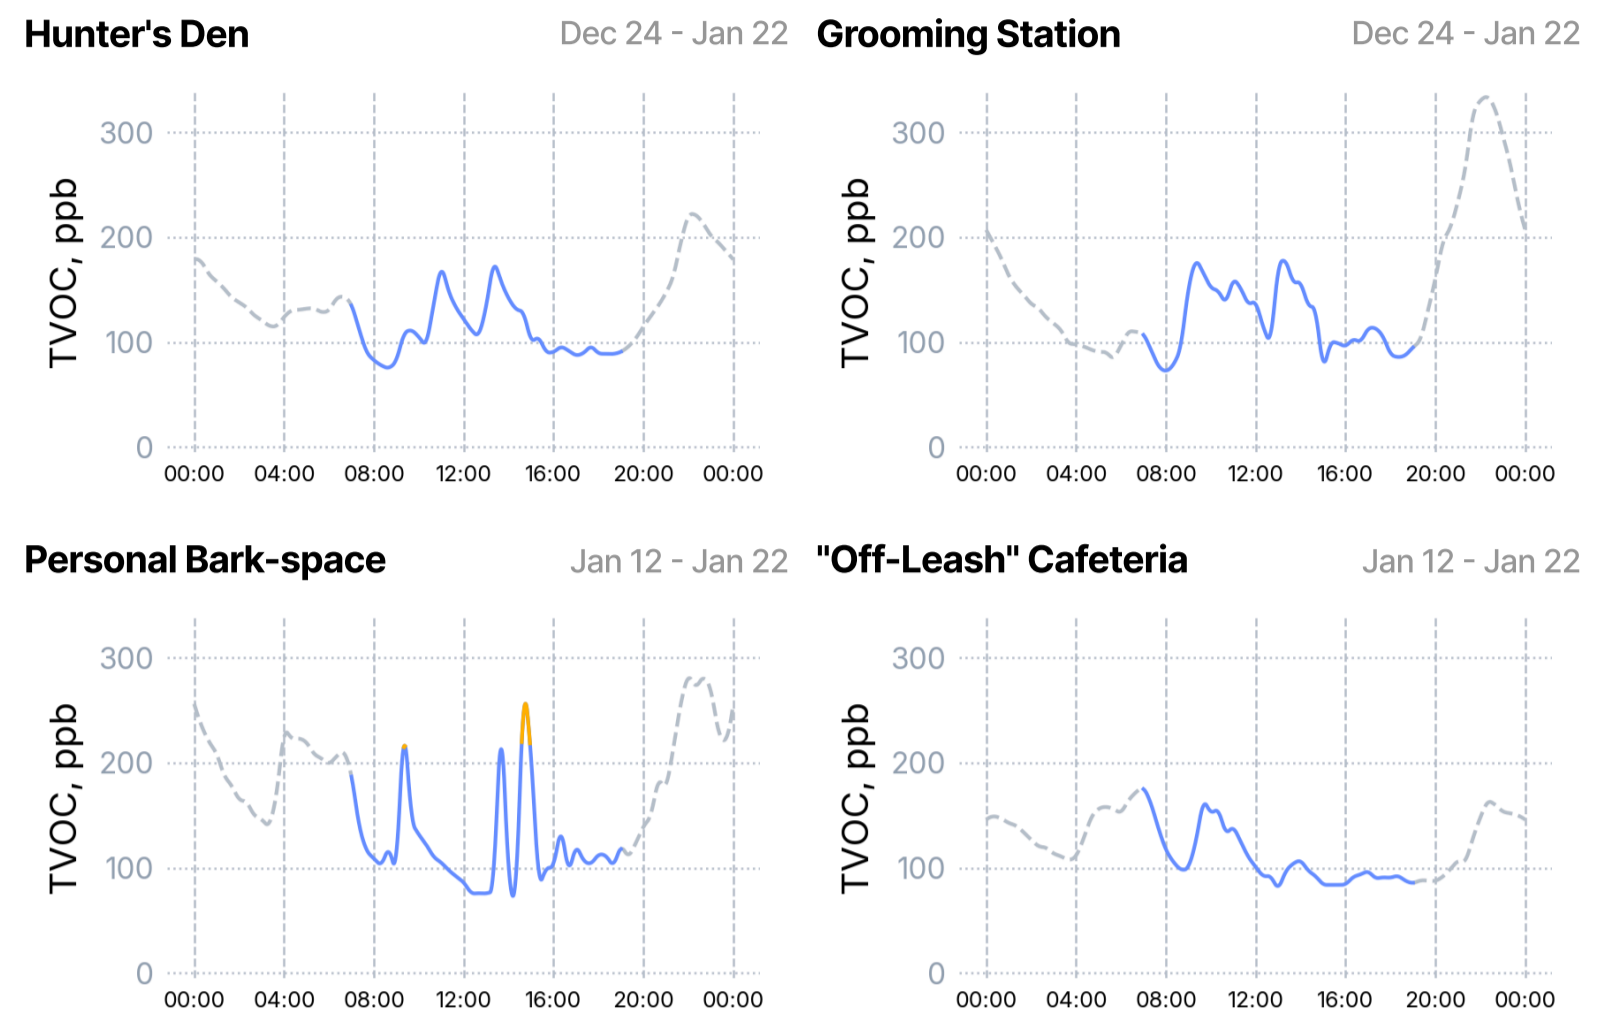 Hunter's Den
Dec 24 - Jan 22
TVOC, ppb
300
200
100
0
00:00 04:00 08:00 12:00 16:00 20:00 00:00
Grooming Station
Dec 24 - Jan 22
TVOC, ppb
300
200
100
0
00:00 04:00 08:00 12:00 16:00 20:00 00:00
Personal Bark-space
Jan 12 - Jan 22
TVOC, ppb
300
200
100
0
00:00 04:00 08:00 12:00 16:00 20:00 00:00
"Off-Leash" Cafeteria
Jan 12 - Jan 22
TVOC, ppb
300
200
100
0
00:00 04:00 08:00 12:00 16:00 20:00 00:00